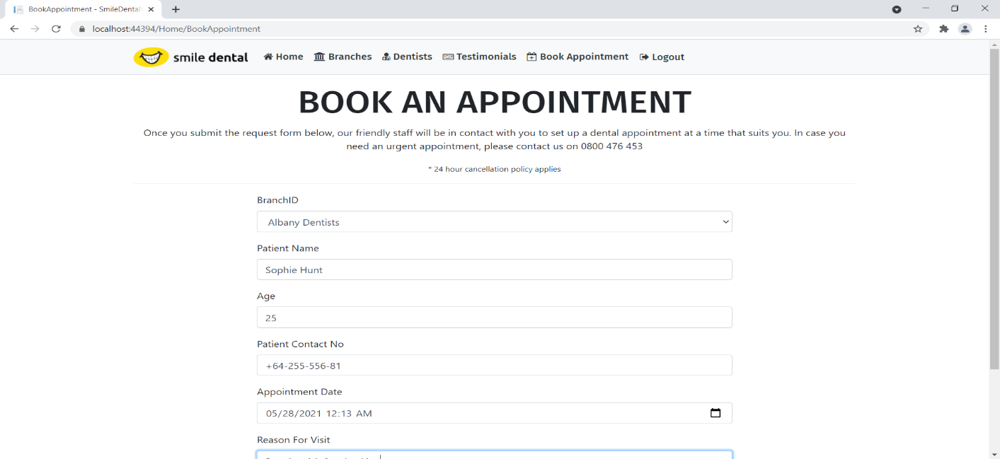 BookAppointment - SmileDental
localhost:44394/Home/BookAppointment
smile dental Home Branches Dentists Testimonials Book Appointment Logout
BOOK AN APPOINTMENT
Once you submit the request form below, our friendly staff will be in contact with you to set up a dental appointment at a time that suits you. In case you
need an urgent appointment, please contact us on 0800 476 453
* 24 hour cancellation policy applies
BranchID
Albany Dentists
Patient Name
Sophie Hunt
Age
25
Patient Contact No
+64-255-556-81
Appointment Date
05/28/2021 12:13 AM
Reason For Visit